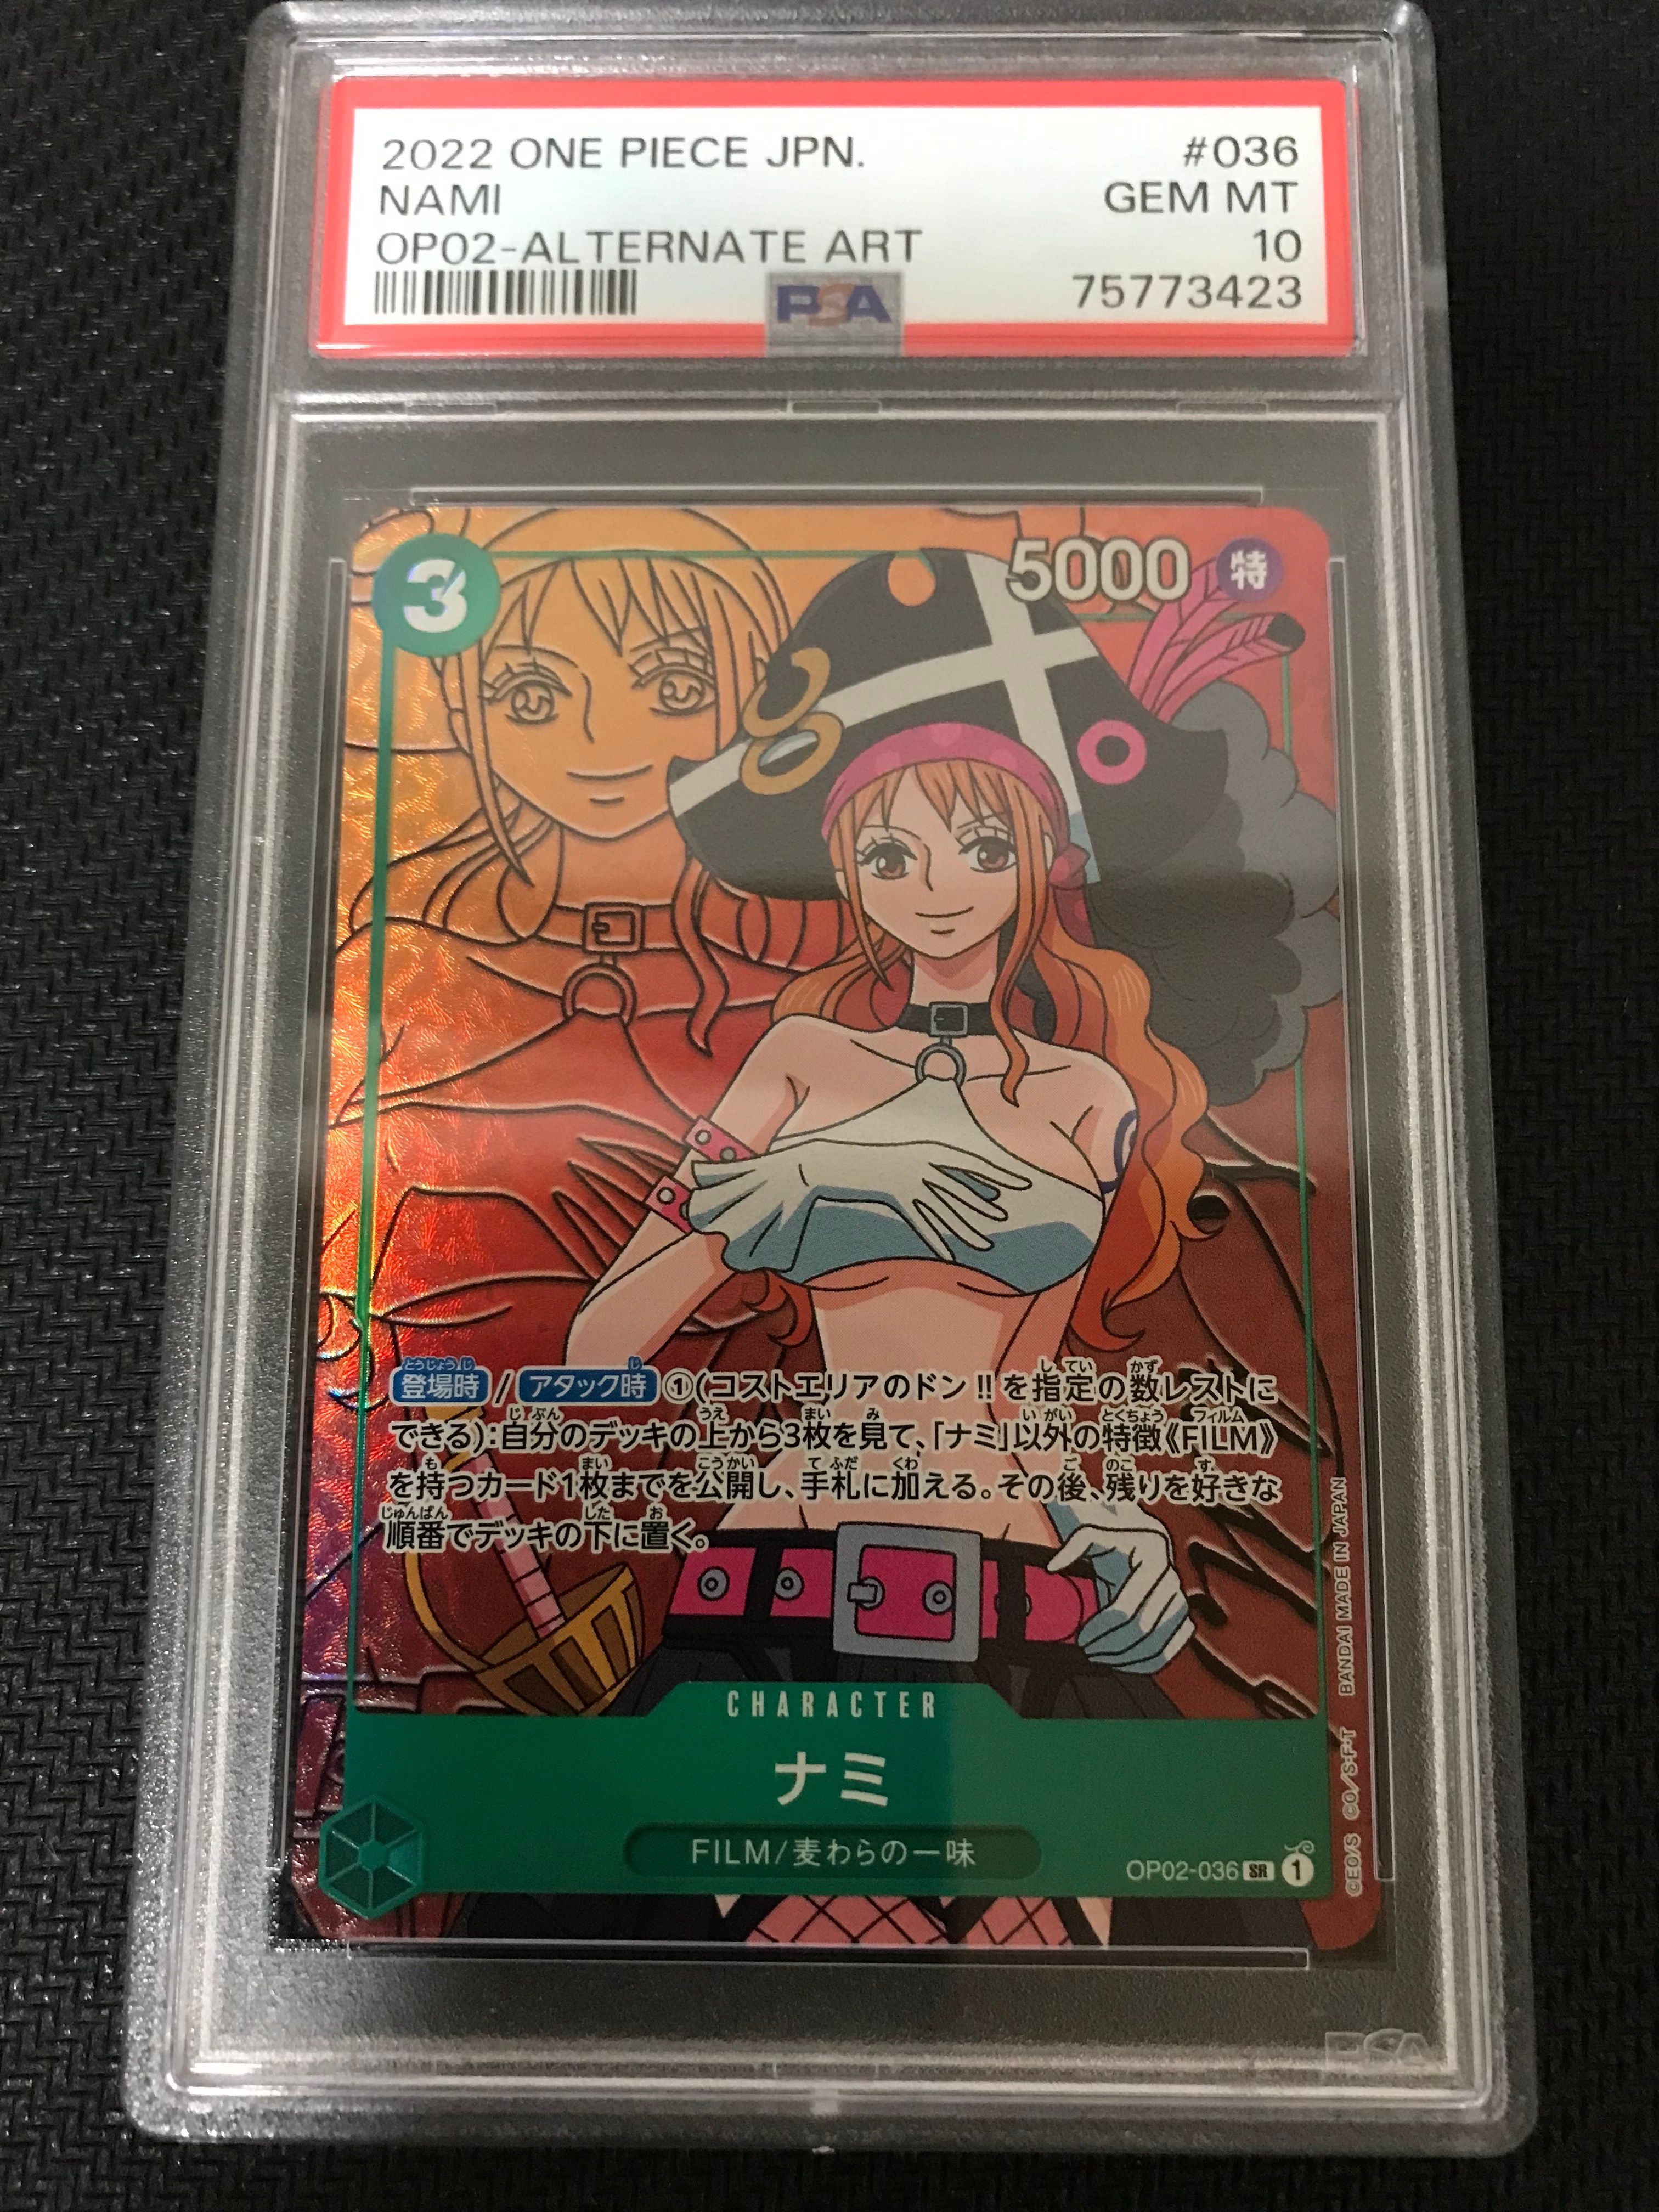 2022 ONE PIECE JPN. #036
NAMI GEM MT
OP02-ALTERNATE ART 10
PSA 75773423
3 5000 特
登場時/アタック時①(コストエリアのドン!!を指定の数レストに
できる):自分のデッキの上から3枚を見て、「ナミ」以外の特徴《FILM》
を持つカード1枚までを公開し、手札に加える。その後、残りを好きな
順番でデッキの下に置く。
CHARACTER
ナミ
FILM/麦わらの一味
OP02-036 SR 1
©EO/S ©O/S・F・T BANDAI MADE IN JAPAN
PSA